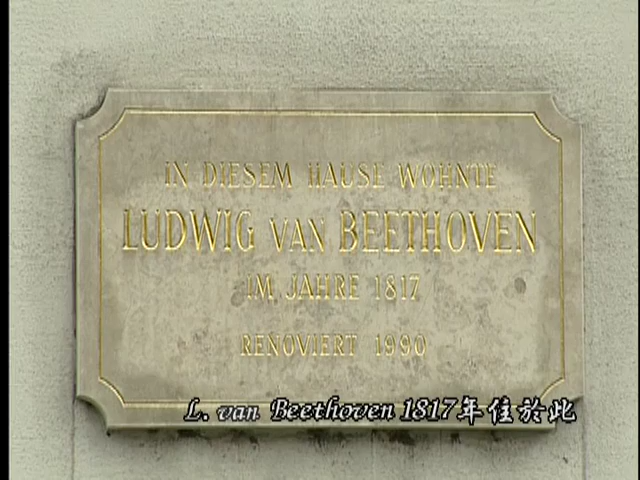 IN DIESEM HAUSE WOHNTE
LUDWIG VAN BEETHOVEN
IM JAHRE 1817
RENOVIERT 1990
L. van Beethoven 1817年住於此